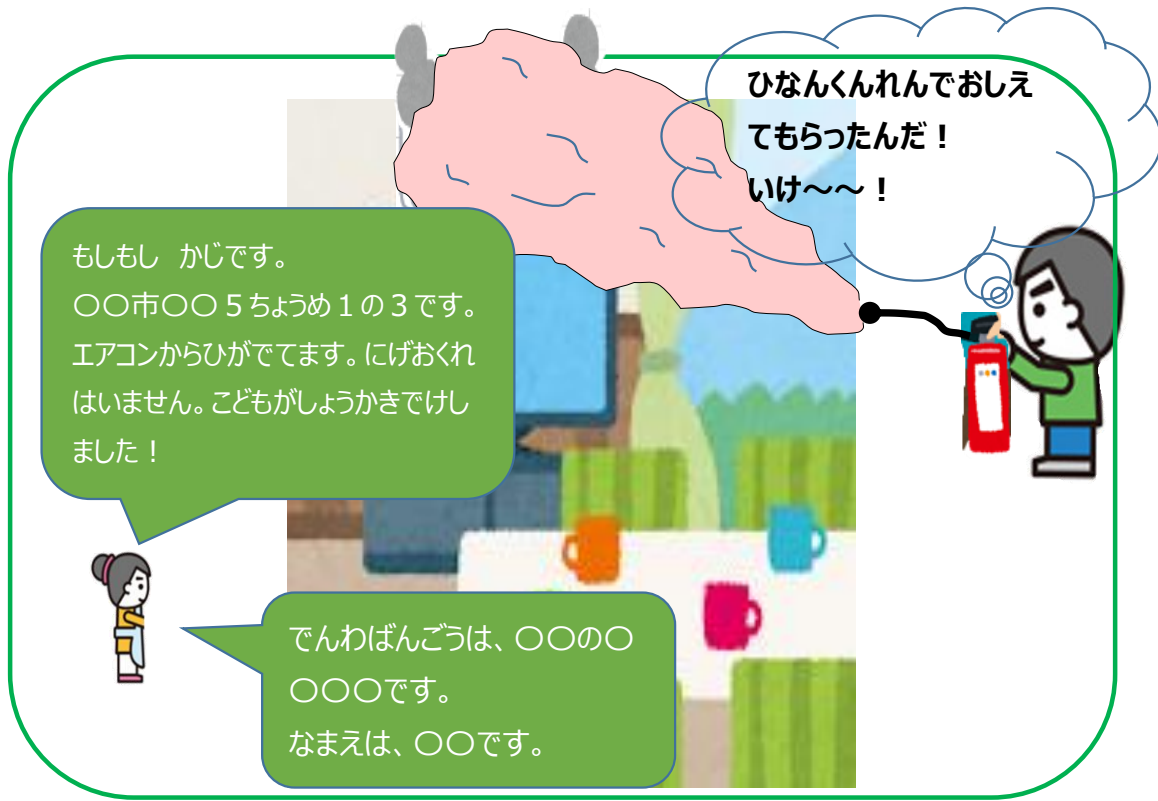 ひなんくんれんでおしえ
てもらったんだ！
いけ～～！
もしもし　かじです。
〇〇市〇〇５ちょうめ１の３です。
エアコンからひがでてます。にげおくれ
はいません。こどもがしょうかきでけし
ました！
でんわばんごうは、〇〇の〇
〇〇〇です。
なまえは、〇〇です。